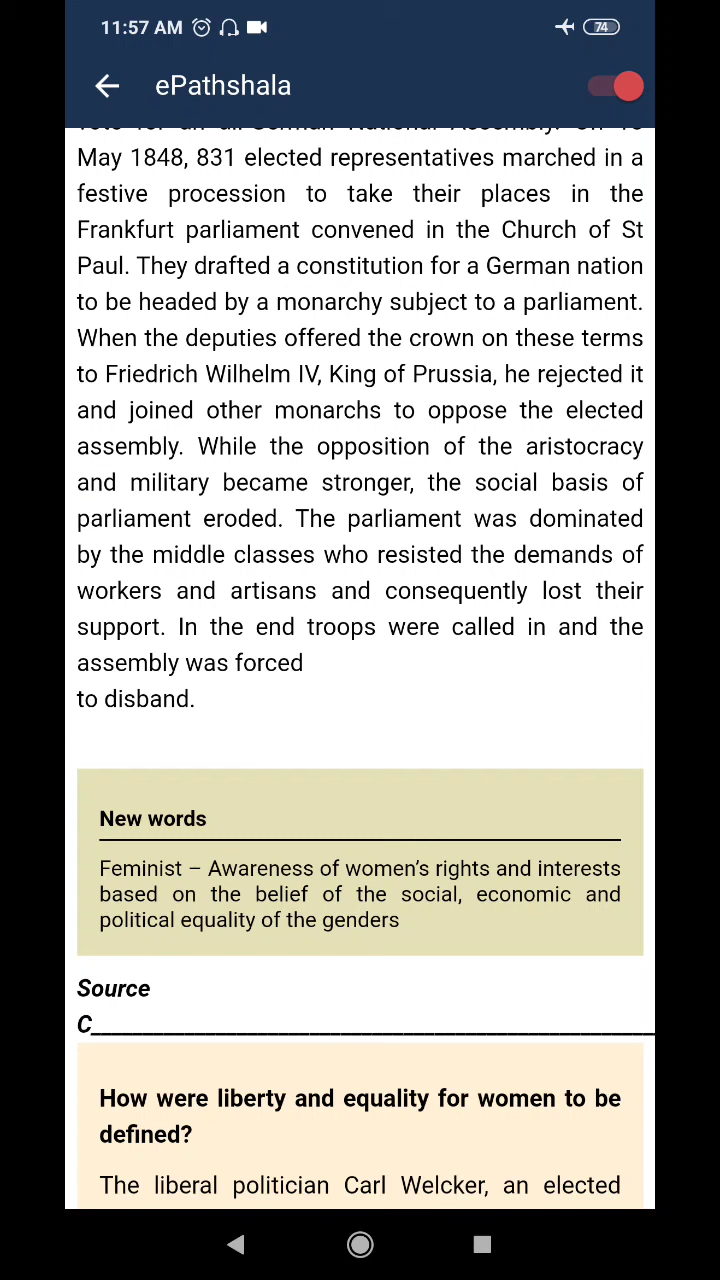 11:57 AM 74
ePathshala
May 1848, 831 elected representatives marched in a
festive procession to take their places in the
Frankfurt parliament convened in the Church of St
Paul. They drafted a constitution for a German nation
to be headed by a monarchy subject to a parliament.
When the deputies offered the crown on these terms
to Friedrich Wilhelm IV, King of Prussia, he rejected it
and joined other monarchs to oppose the elected
assembly. While the opposition of the aristocracy
and military became stronger, the social basis of
parliament eroded. The parliament was dominated
by the middle classes who resisted the demands of
workers and artisans and consequently lost their
support. In the end troops were called in and the
assembly was forced
to disband.
New words
Feminist – Awareness of women’s rights and interests
based on the belief of the social, economic and
political equality of the genders
Source
C
How were liberty and equality for women to be
defined?
The liberal politician Carl Welcker, an elected